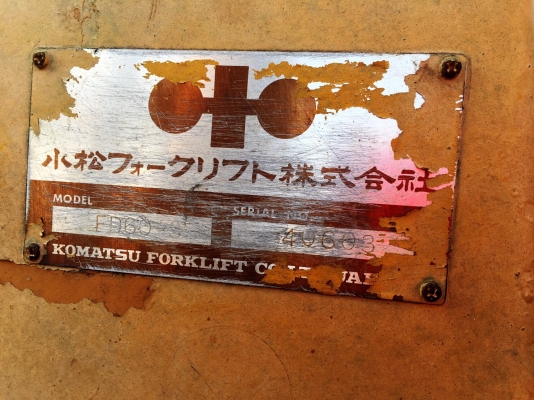 小松フォークリフト株式会社
MODEL SERIAL NO.
FD60 40603
KOMATSU FORKLIFT CO.